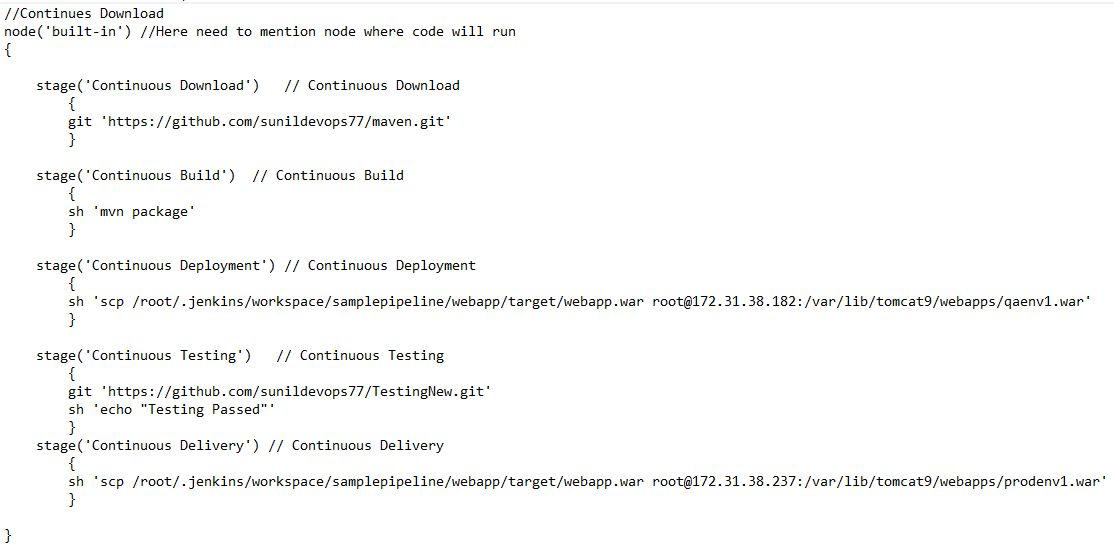 //Continues Download
node('built-in') //Here need to mention node where code will run
{
stage('Continuous Download')   // Continuous Download
{
git 'https://github.com/sunildevops77/maven.git'
}
stage('Continuous Build')  // Continuous Build
{
sh 'mvn package'
}
stage('Continuous Deployment') // Continuous Deployment
{
sh 'scp /root/.jenkins/workspace/samplepipeline/webapp/target/webapp.war root@172.31.38.182:/var/lib/tomcat9/webapps/qaenv1.war'
}
stage('Continuous Testing')   // Continuous Testing
{
git 'https://github.com/sunildevops77/TestingNew.git'
sh 'echo "Testing Passed"'
}
stage('Continuous Delivery') // Continuous Delivery
{
sh 'scp /root/.jenkins/workspace/samplepipeline/webapp/target/webapp.war root@172.31.38.237:/var/lib/tomcat9/webapps/prodenv1.war'
}
}